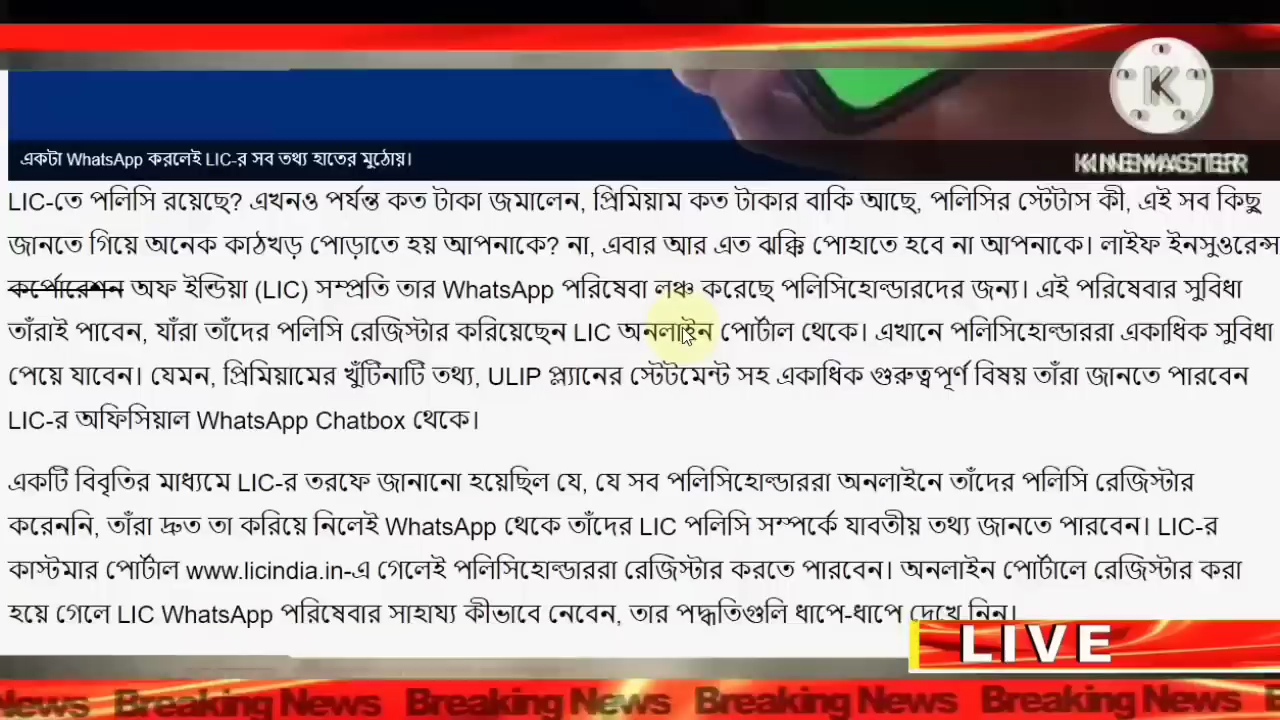 K
KINEMASTER
একটা WhatsApp করলেই LIC-র সব তথ্য হাতের মুঠোয়।
LIC-তে পলিসি রয়েছে? এখনও পর্যন্ত কত টাকা জমালেন, প্রিমিয়াম কত টাকার বাকি আছে, পলিসির স্টেটাস কী, এই সব কিছু
জানতে গিয়ে অনেক কাঠখড় পোড়াতে হয় আপনাকে? না, এবার আর এত ঝক্কি পোহাতে হবে না আপনাকে। লাইফ ইনসুওরেন্স
কর্পোরেশন অফ ইন্ডিয়া (LIC) সম্প্রতি তার WhatsApp পরিষেবা লঞ্চ করেছে পলিসিহোল্ডারদের জন্য। এই পরিষেবার সুবিধা
তাঁরাই পাবেন, যাঁরা তাঁদের পলিসি রেজিস্টার করিয়েছেন LIC অনলাইন পোর্টাল থেকে। এখানে পলিসিহোল্ডাররা একাধিক সুবিধা
পেয়ে যাবেন। যেমন, প্রিমিয়ামের খুঁটিনাটি তথ্য, ULIP প্ল্যানের স্টেটমেন্ট সহ একাধিক গুরুত্বপূর্ণ বিষয় তাঁরা জানতে পারবেন
LIC-র অফিসিয়াল WhatsApp Chatbox থেকে।
একটি বিবৃতির মাধ্যমে LIC-র তরফে জানানো হয়েছিল যে, যে সব পলিসিহোল্ডাররা অনলাইনে তাঁদের পলিসি রেজিস্টার
করেননি, তাঁরা দ্রুত তা করিয়ে নিলেই WhatsApp থেকে তাঁদের LIC পলিসি সম্পর্কে যাবতীয় তথ্য জানতে পারবেন। LIC-র
কাস্টমার পোর্টাল www.licindia.in-এ গেলেই পলিসিহোল্ডাররা রেজিস্টার করতে পারবেন। অনলাইন পোর্টালে রেজিস্টার করা
হয়ে গেলে LIC WhatsApp পরিষেবার সাহায্য কীভাবে নেবেন, তার পদ্ধতিগুলি ধাপে-ধাপে দেখে নিন।
LIVE
News Breaking News Breaking News Breaking News Breaking News